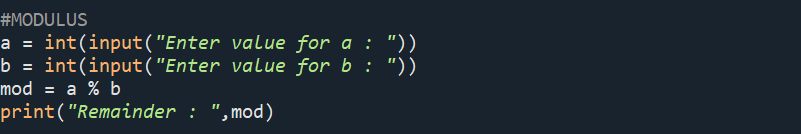 #MODULUS
a = int(input("Enter value for a : "))
b = int(input("Enter value for b : "))
mod = a % b
print("Remainder : ",mod)